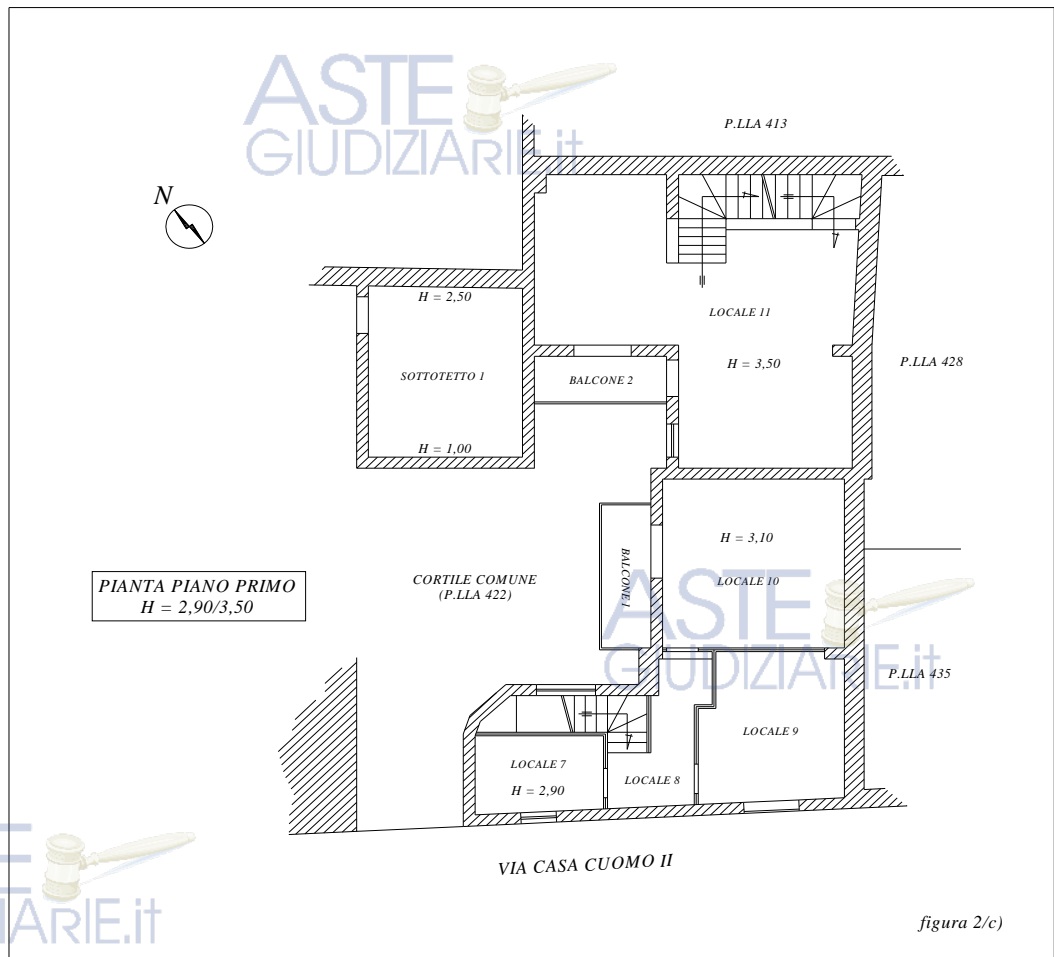 ASTE
GIUDIZIARIE.it
P.LLA 413
N
H = 2,50
LOCALE 11
SOTTOTETTO 1
BALCONE 2
H = 3,50
P.LLA 428
H = 1,00
H = 3,10
BALCONE 1
LOCALE 10
CORTILE COMUNE
(P.LLA 422)
PIANTA PIANO PRIMO
H = 2,90/3,50
ASTE
GIUDIZIARIE.it
P.LLA 435
LOCALE 9
LOCALE 7
LOCALE 8
H = 2,90
E
DIARIE.it
VIA CASA CUOMO II
figura 2/c)